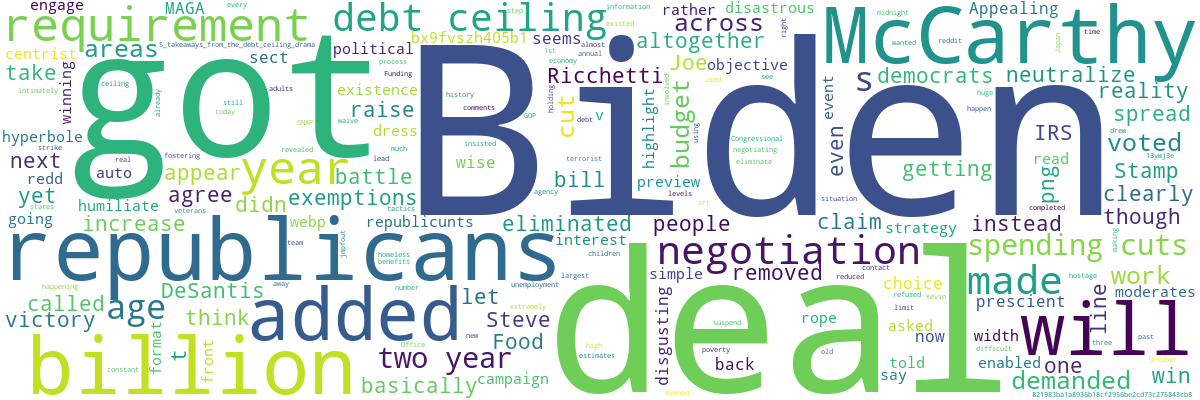 engage
MAGA
every
requirement
debt ceiling
step
information
existed
reddit
midnight
wanted
Japan
time
right
McCarthy
Appealing
disastrous
rather
across
centrist
areas
5_takeaways_from_the_debt_ceiling_drama
bx9fvszh405b1
seems
altogether
political
process
ceiling
Funding
almost
1st
annual
economy
Joe
objective
s
democrats
neutralize
take
winning
sect
intimately
got
Biden
Ricchetti
existence
adults
already
holding
debt
v
cut
used
see
involved
event
huge
happen
reality
hyperbole
still
today
raise
history
comments
GOP
highlight
budget
using
spread
dress
insisted
IRS
drew
13ymj3e
strike
SNAP
waive
revealed
much
battle
wise
terrorist
Congressional
negotiating
eliminate
even
voted
next
redd
real
auto
fostering
year
lead
bill
preview
getting
read
pngr
Stamp
yet
appear
agree
exemptions
tactics
agency
levels
art
situation
completed
clearly
humiliate
veterans
states
going
increase
didn
webp
republicunts
eliminated
people
claim
strategy
instead
though
making
team
jmpfout
interest
republicans
homeless
benefits
children
negotiation
spending cuts
simple
removed
reduced
contact
moderates
happening
away
largest
unemployment
choice
made
hostage
work
called
age
DeSantis
number
added
let
extremely
disgusting
refused
Kevin
prescient
line
victory
think
new
Steve
rope
asked
limit
now
width
will
three
past
suspend
billion
format
t
front
Office
high
estimates
Food
two year
deal
poverty
back
old
told
say
difficult
enabled
one
October
win
constant
basically
campaign
evened
demanded
821983ba1a8936b18cf2956be2cd73c275843cb8